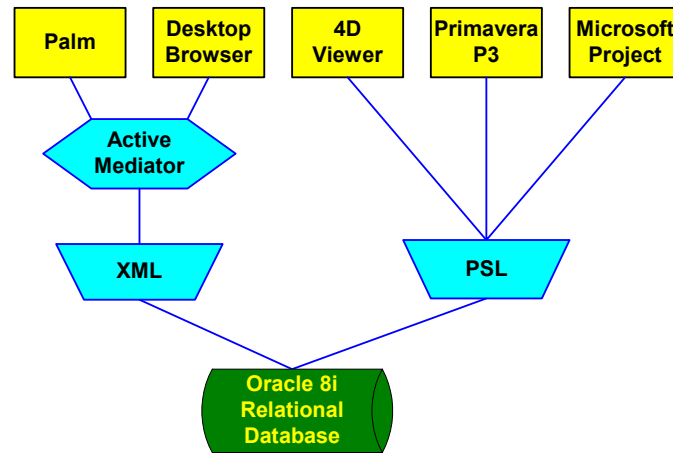 Palm
Desktop
Browser
4D
Viewer
Primavera
P3
Microsoft
Project
Active
Mediator
XML
PSL
Oracle 8i
Relational
Database